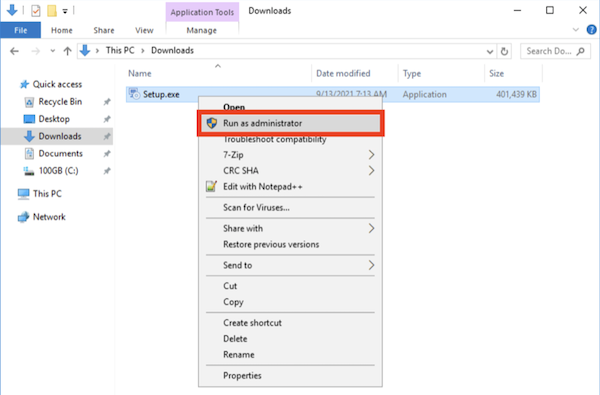 Application Tools Downloads
File Home Share View Manage
This PC > Downloads Search Do...
Name Date modified Type Size
Quick access
Setup.exe 9/13/2021 7:13 AM Application 401,439 KB
Recycle Bin
Desktop
Downloads
Documents
100GB (C:)
This PC
Network
Open
Run as administrator
Troubleshoot compatibility
7-Zip
CRC SHA
Edit with Notepad++
Scan for Viruses...
Share with
Restore previous versions
Send to
Cut
Copy
Create shortcut
Delete
Rename
Properties